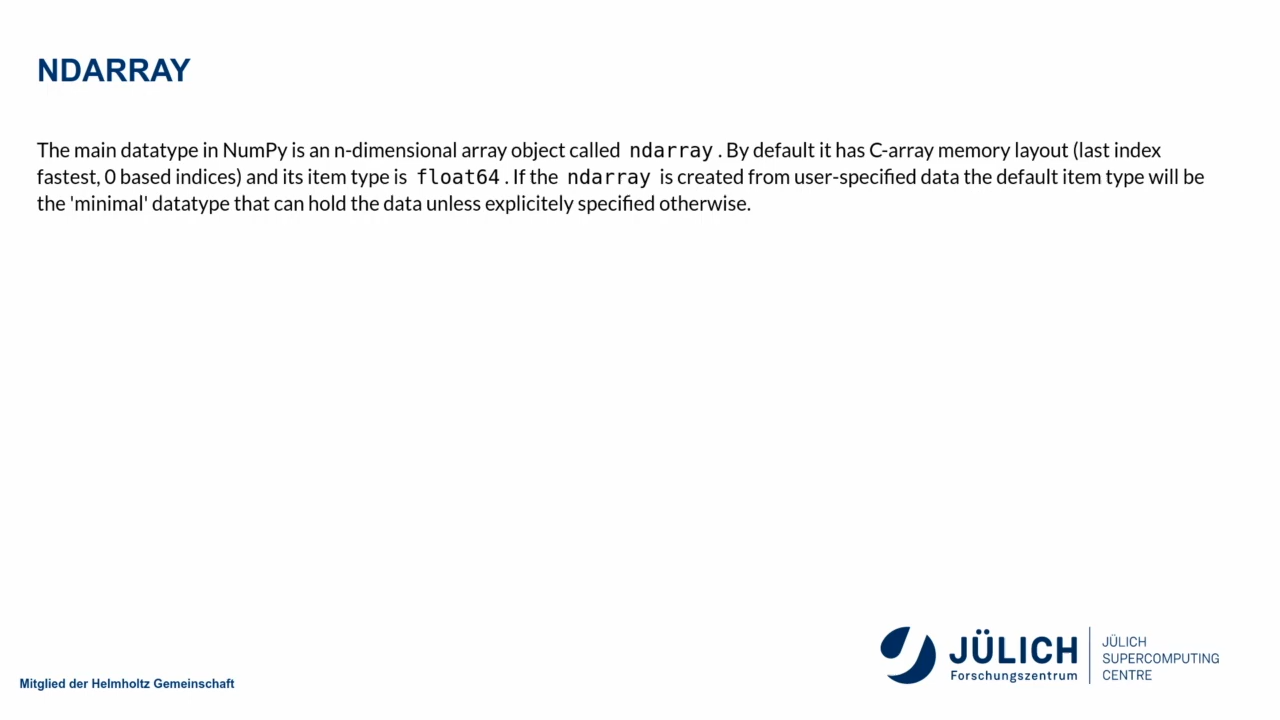 NDARRAY
The main datatype in NumPy is an n-dimensional array object called ndarray. By default it has C-array memory layout (last index
fastest, 0 based indices) and its item type is float64. If the ndarray is created from user-specified data the default item type will be
the 'minimal' datatype that can hold the data unless explicitely specified otherwise.
JÜLICH
Forschungszentrum
JÜLICH
SUPERCOMPUTING
CENTRE
Mitglied der Helmholtz Gemeinschaft